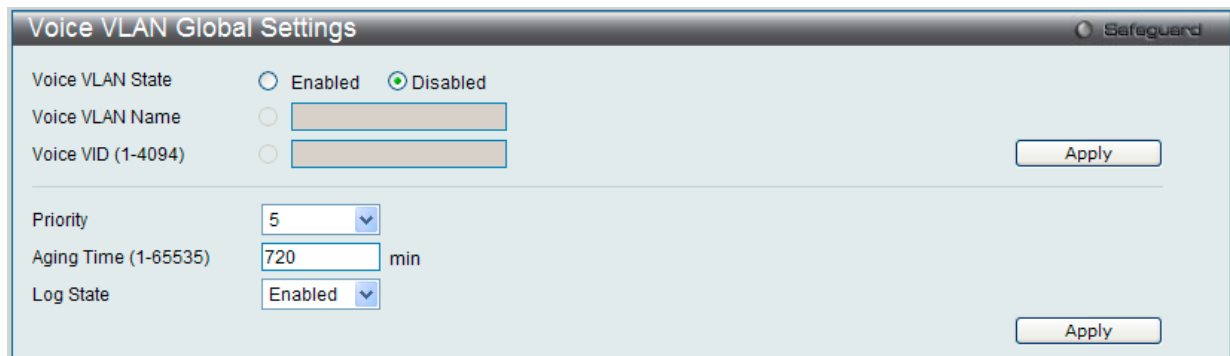 Voice VLAN Global Settings Safeguard
Voice VLAN State Enabled Disabled
Voice VLAN Name
Voice VID (1-4094) Apply
Priority 5
Aging Time (1-65535) 720 min
Log State Enabled
Apply